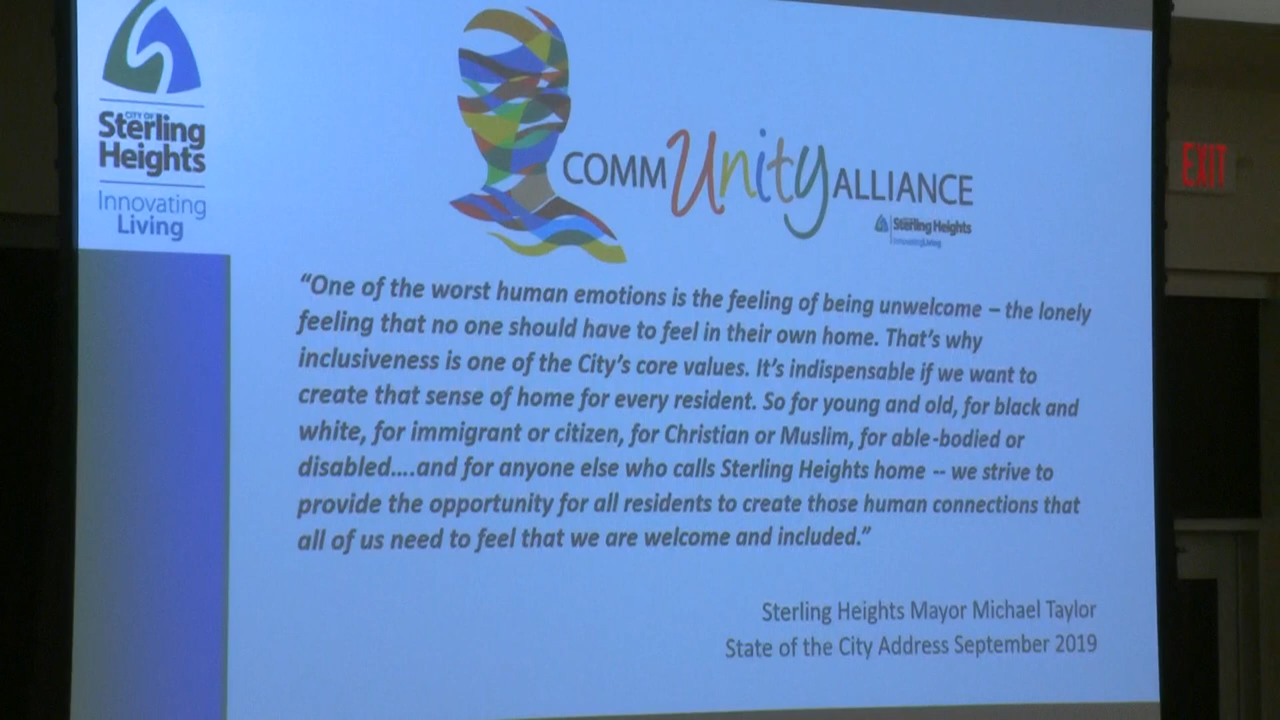 CITY OF
Sterling
Heights
Innovating
Living
COMMUnityALLIANCE
Sterling Heights
InnovatingLiving
EXIT
“One of the worst human emotions is the feeling of being unwelcome – the lonely
feeling that no one should have to feel in their own home. That’s why
inclusiveness is one of the City’s core values. It’s indispensable if we want to
create that sense of home for every resident. So for young and old, for black and
white, for immigrant or citizen, for Christian or Muslim, for able-bodied or
disabled....and for anyone else who calls Sterling Heights home -- we strive to
provide the opportunity for all residents to create those human connections that
all of us need to feel that we are welcome and included.”
Sterling Heights Mayor Michael Taylor
State of the City Address September 2019